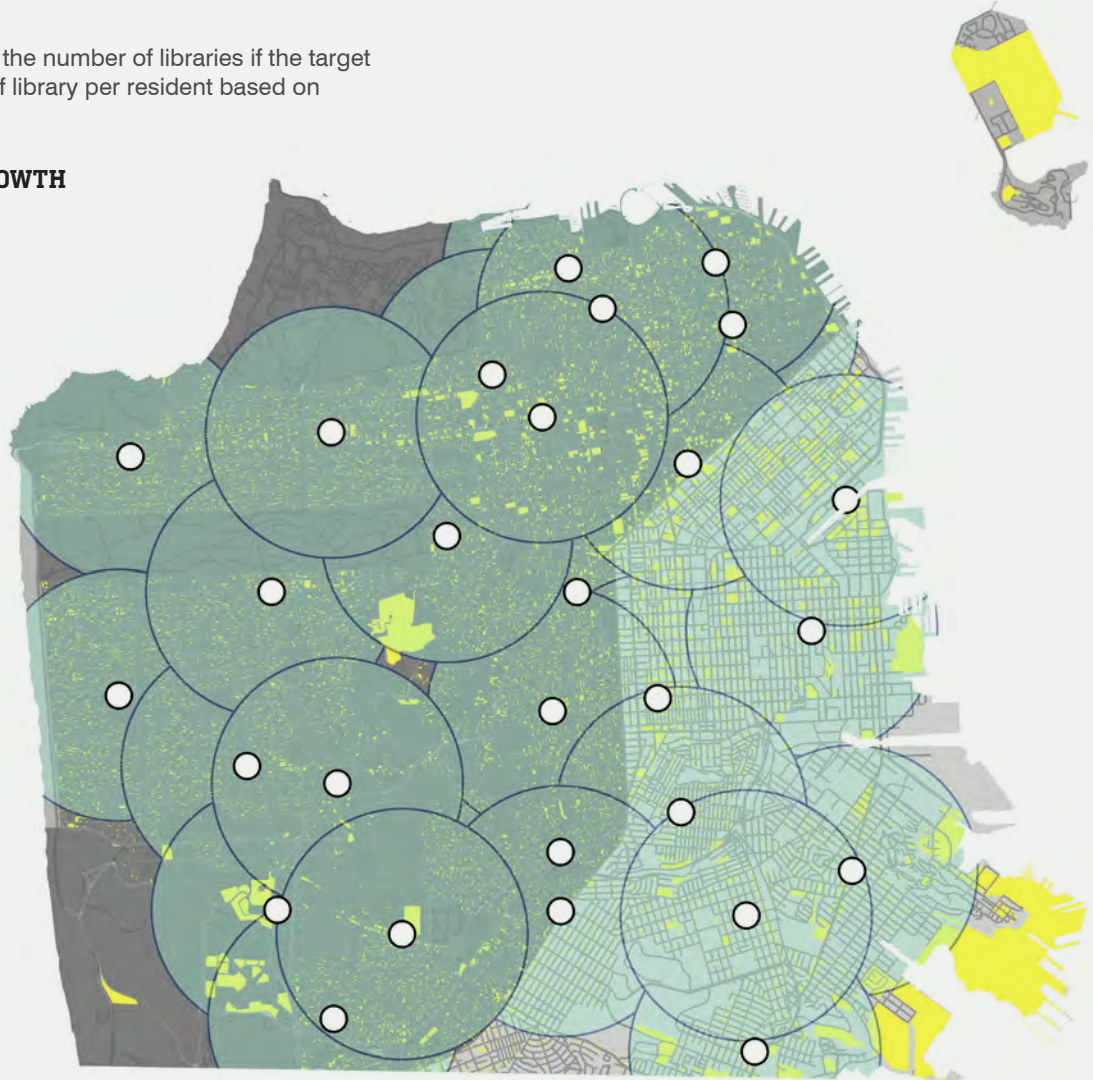 the number of libraries if the target
library per resident based on
OWTH